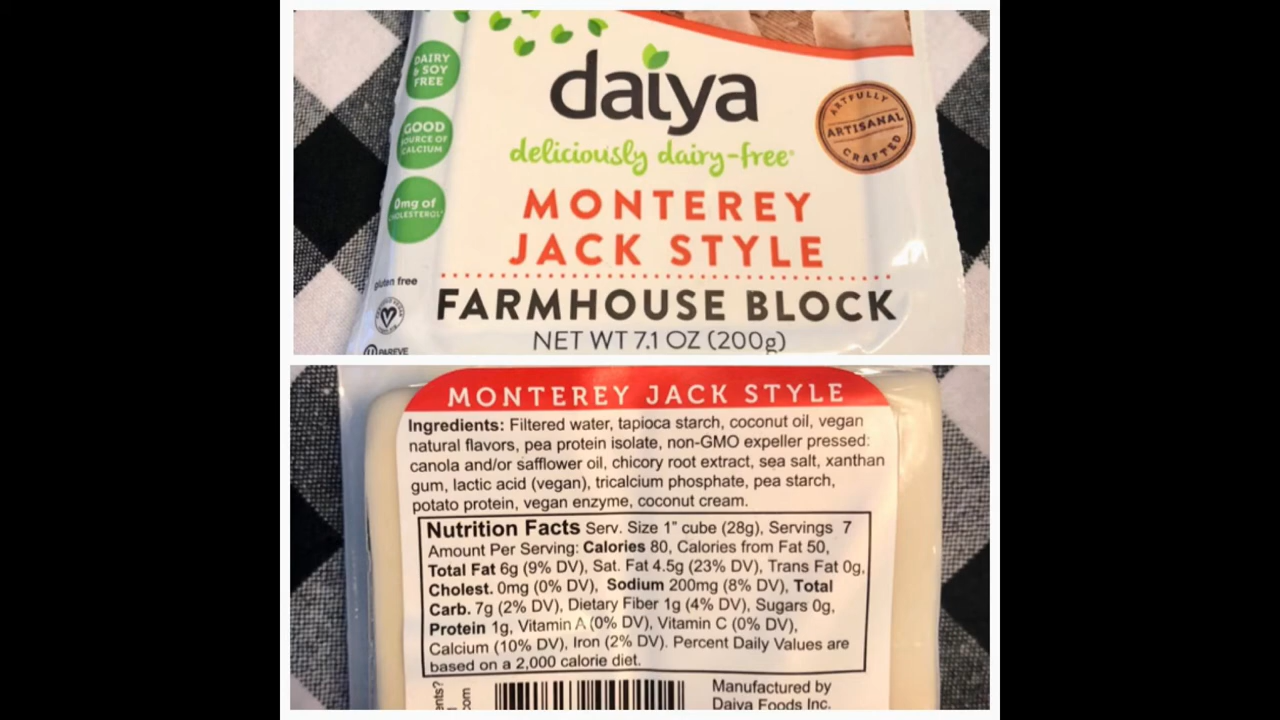 DAIRY
& SOY
FREE
daiya
ARTFULLY
ARTISANAL
CRAFTED
GOOD
SOURCE OF
CALCIUM
deliciously dairy-free
MONTEREY
0mg of
CHOLESTEROL
JACK STYLE
gluten free
FARMHOUSE BLOCK
NET WT 7.1 OZ (200g)
PAREVE
MONTEREY JACK STYLE
Ingredients: Filtered water, tapioca starch, coconut oil, vegan
natural flavors, pea protein isolate, non-GMO expeller pressed:
canola and/or safflower oil, chicory root extract, sea salt, xanthan
gum, lactic acid (vegan), tricalcium phosphate, pea starch,
potato protein, vegan enzyme, coconut cream.
Nutrition Facts Serv. Size 1" cube (28g), Servings 7
Amount Per Serving: Calories 80, Calories from Fat 50,
Total Fat 6g (9% DV), Sat. Fat 4.5g (23% DV), Trans Fat 0g,
Cholest. 0mg (0% DV), Sodium 200mg (8% DV), Total
Carb. 7g (2% DV), Dietary Fiber 1g (4% DV), Sugars 0g,
Protein 1g, Vitamin A (0% DV), Vitamin C (0% DV),
Calcium (10% DV), Iron (2% DV). Percent Daily Values are
based on a 2,000 calorie diet.
Manufactured by
Daiya Foods Inc.